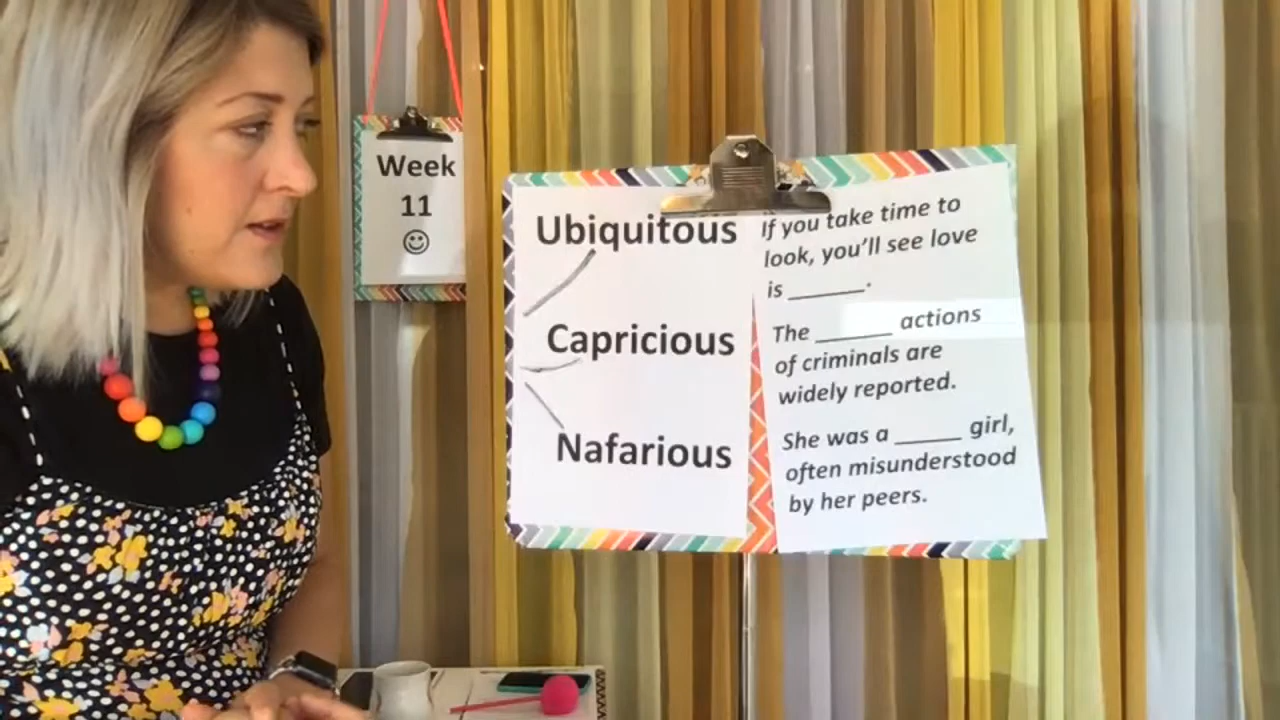 Week
11
Ubiquitous
Capricious
Nafarious
If you take time to
look, you'll see love
is ______.
The ______ actions
of criminals are
widely reported.
She was a _____ girl,
often misunderstood
by her peers.